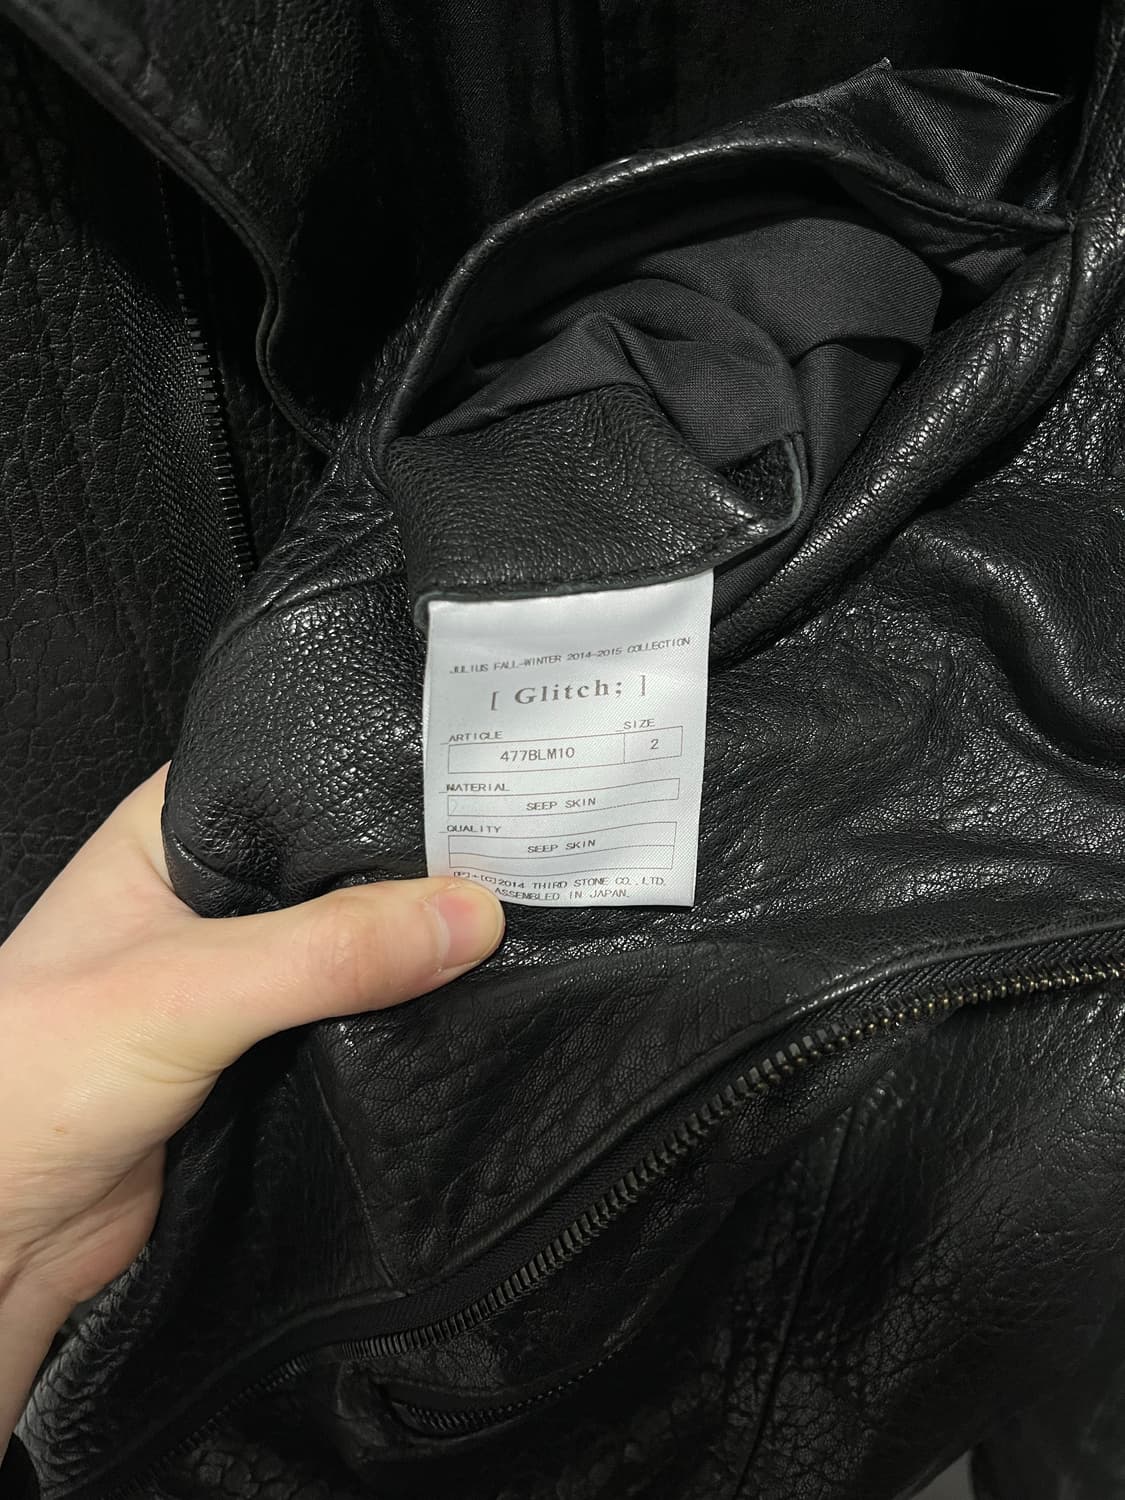 JULIUS FALL-WINTER 2014-2015 COLLECTION
[ Glitch; ]
ARTICLE SIZE
477BLM10 2
MATERIAL
SEEP SKIN
QUALITY
SEEP SKIN
[P]+[C]2014 THIRD STONE CO.,LTD.
ASSEMBLED IN JAPAN.